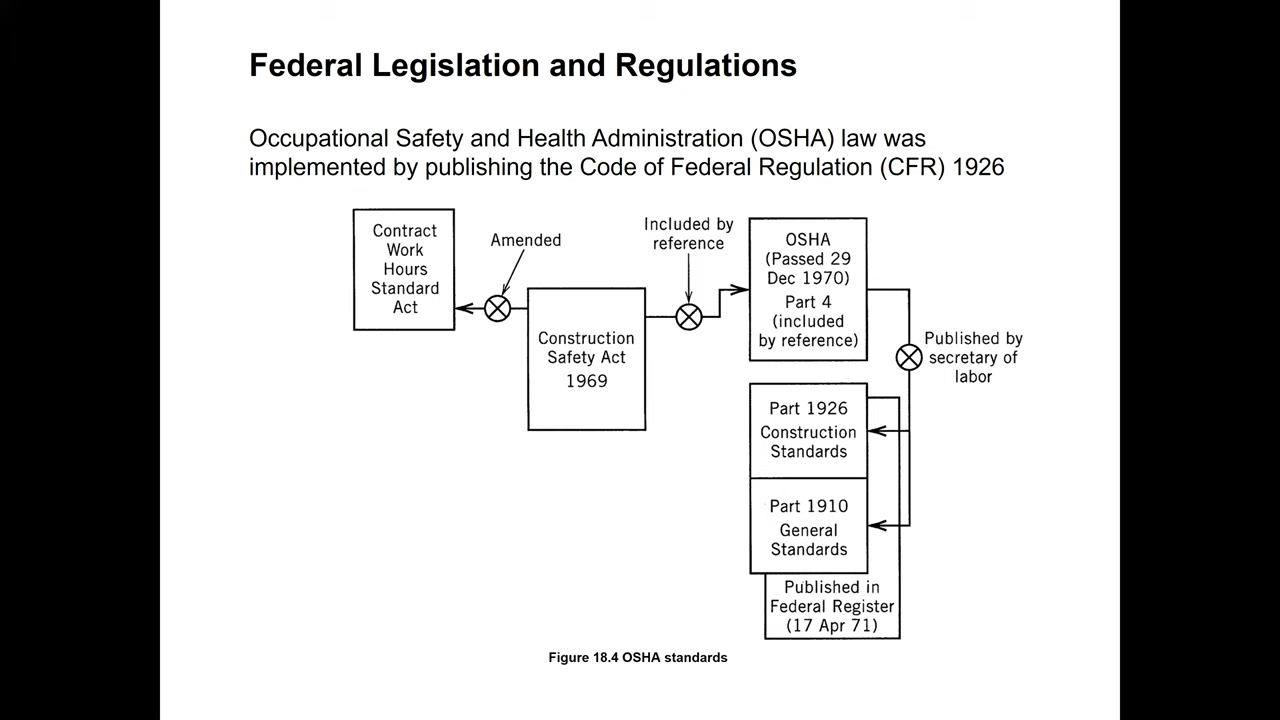 Federal Legislation and Regulations
Occupational Safety and Health Administration (OSHA) law was
implemented by publishing the Code of Federal Regulation (CFR) 1926
Contract
Work
Hours
Standard
Act
Amended
Construction
Safety Act
1969
Included by
reference
OSHA
(Passed 29
Dec 1970)
Part 4
(included
by reference)
Published by
secretary of
labor
Part 1926
Construction
Standards
Part 1910
General
Standards
Published in
Federal Register
(17 Apr 71)
Figure 18.4 OSHA standards